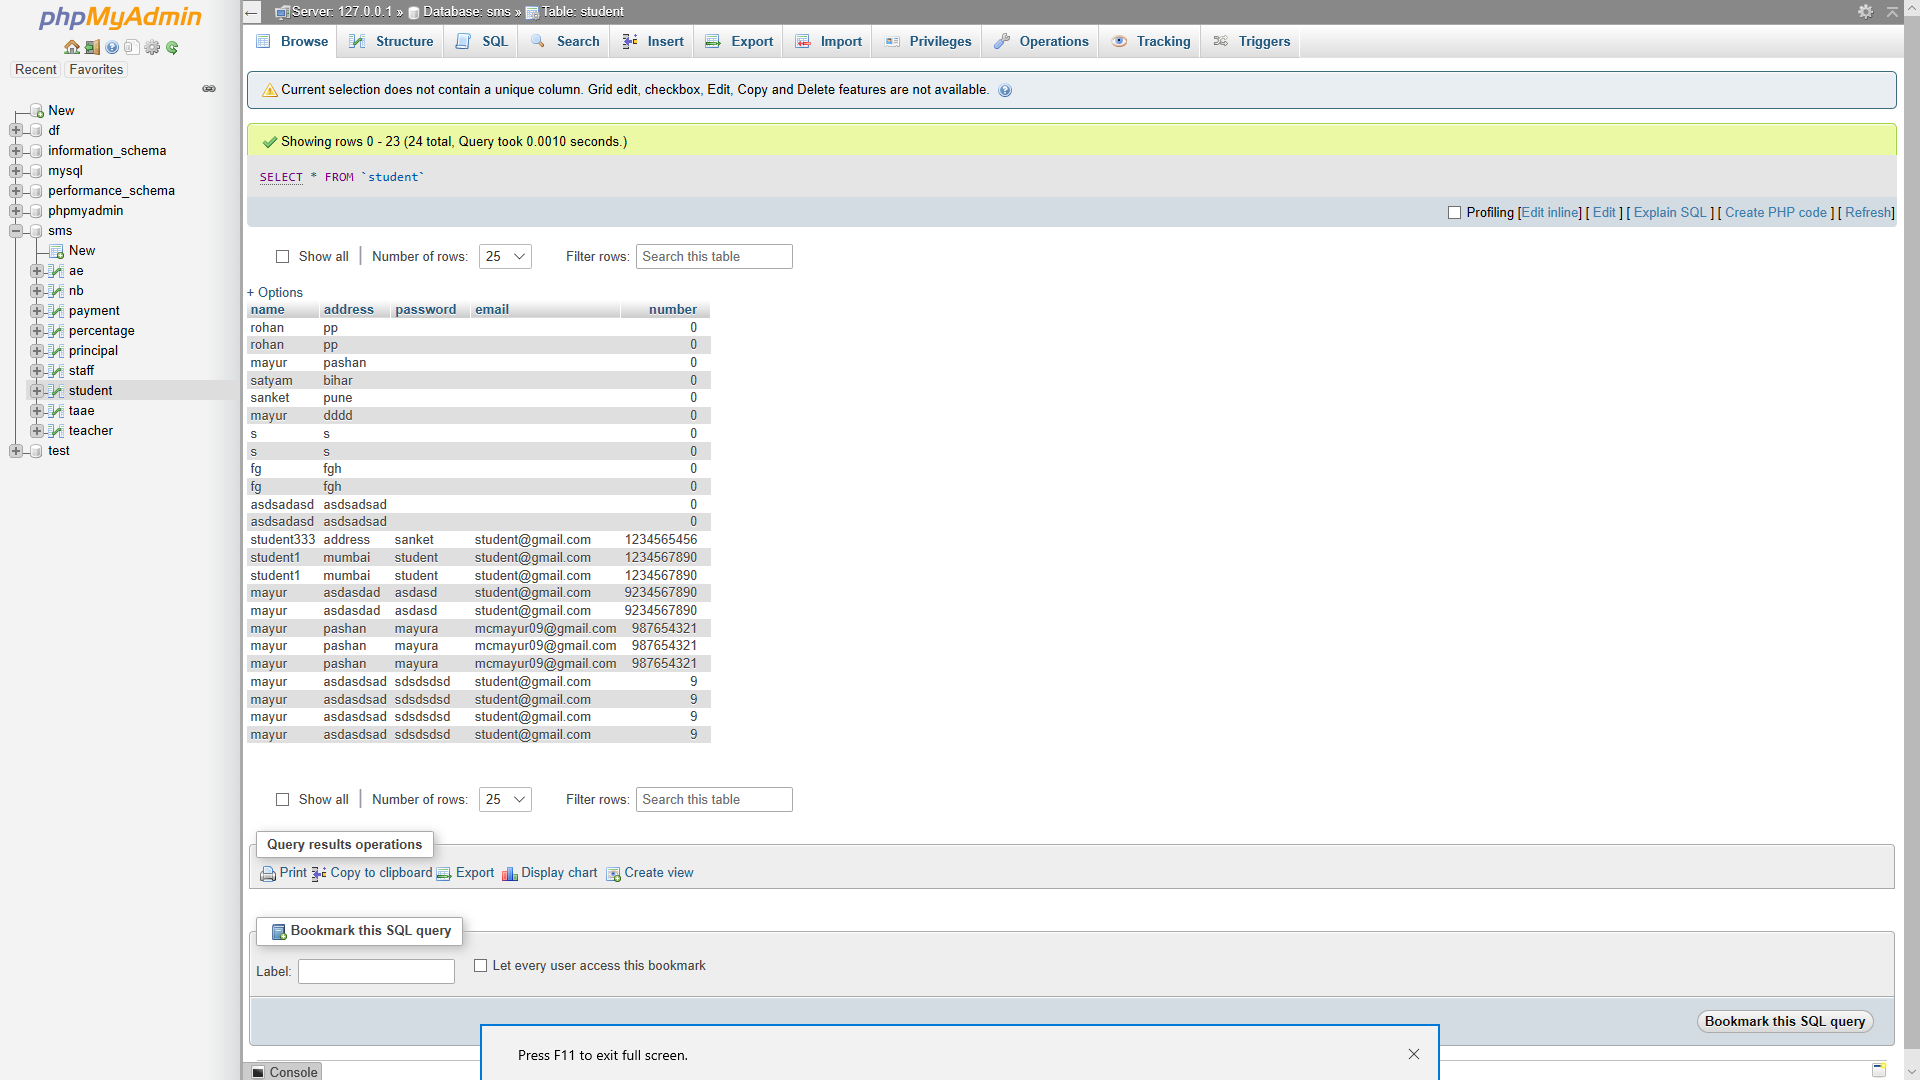 phpMyAdmin
Recent Favorites
New
df
information_schema
mysql
performance_schema
phpmyadmin
sms
New
ae
nb
payment
percentage
principal
staff
student
taae
teacher
test
Server: 127.0.0.1 » Database: sms » Table: student
Browse Structure SQL Search Insert Export Import Privileges Operations Tracking Triggers
Current selection does not contain a unique column. Grid edit, checkbox, Edit, Copy and Delete features are not available.
Showing rows 0 - 23 (24 total, Query took 0.0010 seconds.)
SELECT * FROM `student`
Profiling [Edit inline] [ Edit ] [ Explain SQL ] [ Create PHP code ] [ Refresh]
Show all Number of rows: 25 Filter rows: Search this table
+ Options
name address password email number
rohan pp 0
rohan pp 0
mayur pashan 0
satyam bihar 0
sanket pune 0
mayur dddd 0
s s 0
s s 0
fg fgh 0
fg fgh 0
asdsadasd asdsadsad 0
asdsadasd asdsadsad 0
student333 address sanket student@gmail.com 1234565456
student1 mumbai student student@gmail.com 1234567890
student1 mumbai student student@gmail.com 1234567890
mayur asdasdad asdasd student@gmail.com 9234567890
mayur asdasdad asdasd student@gmail.com 9234567890
mayur pashan mayura mcmayur09@gmail.com 987654321
mayur pashan mayura mcmayur09@gmail.com 987654321
mayur pashan mayura mcmayur09@gmail.com 987654321
mayur asdasdsad sdsdsdsd student@gmail.com 9
mayur asdasdsad sdsdsdsd student@gmail.com 9
mayur asdasdsad sdsdsdsd student@gmail.com 9
mayur asdasdsad sdsdsdsd student@gmail.com 9
Show all Number of rows: 25 Filter rows: Search this table
Query results operations
Print Copy to clipboard Export Display chart Create view
Bookmark this SQL query
Label: Let every user access this bookmark
Bookmark this SQL query
Press F11 to exit full screen.
Console